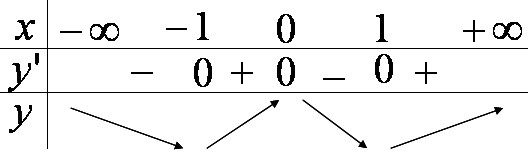 x −∞ −1 0 1 +∞
y' − 0 + 0 − 0 +
y